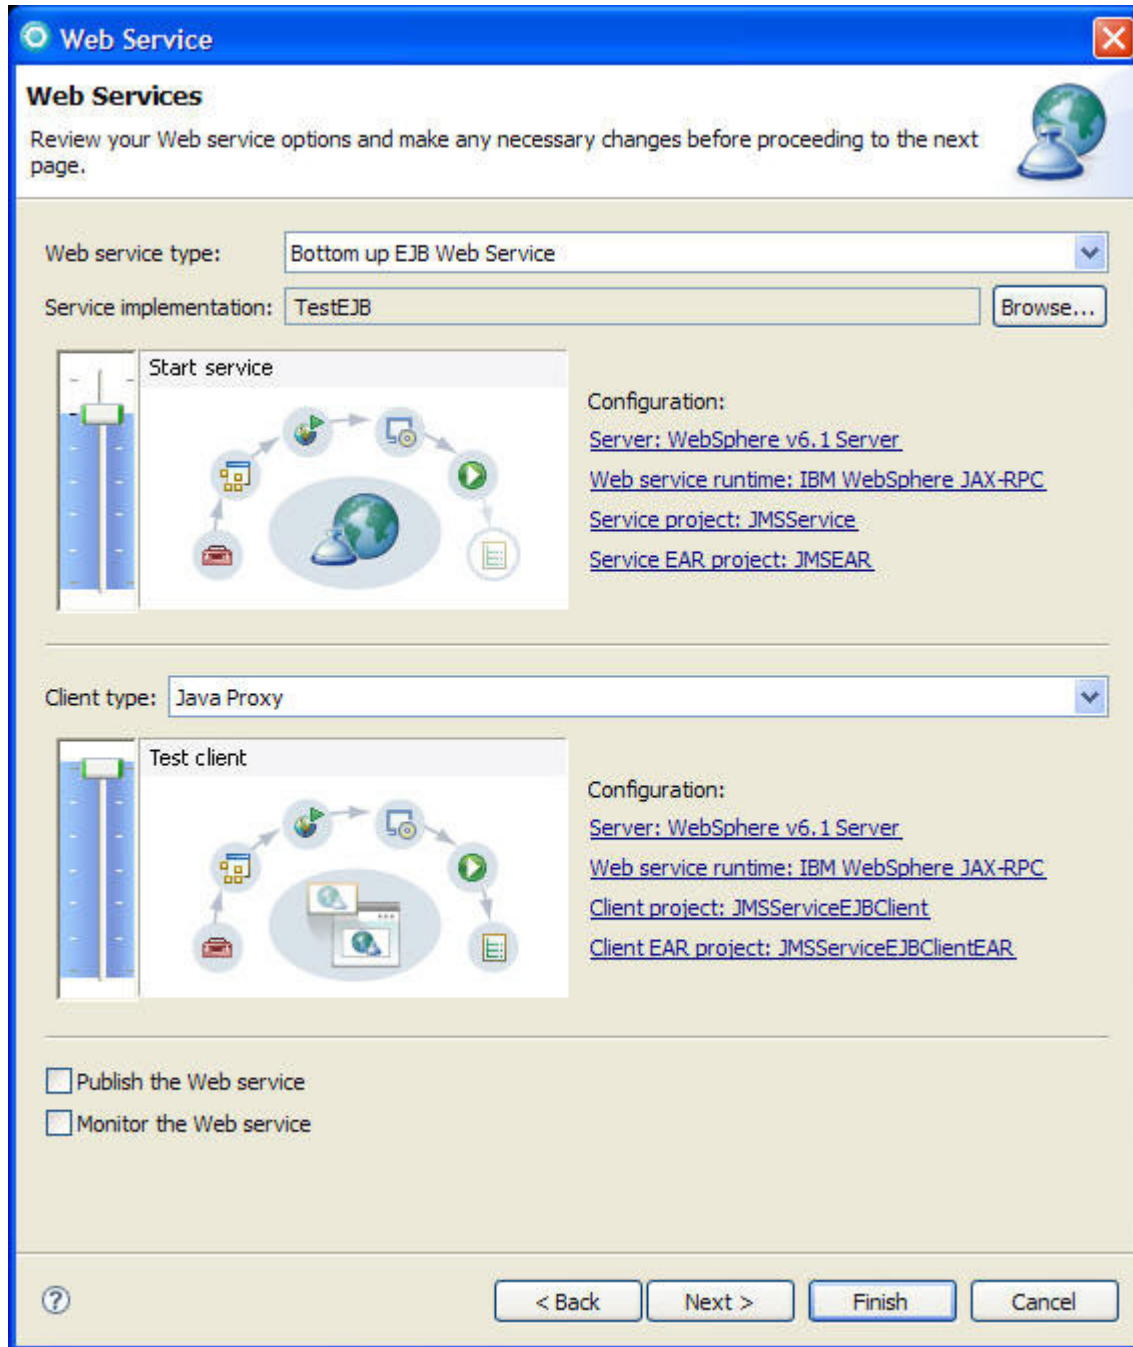 Web Service
Web Services
Review your Web service options and make any necessary changes before proceeding to the next
page.
Web service type: Bottom up EJB Web Service
Service implementation: TestEJB Browse...
Start service
Configuration:
Server: WebSphere v6.1 Server
Web service runtime: IBM WebSphere JAX-RPC
Service project: JMSService
Service EAR project: JMSEAR
Client type: Java Proxy
Test client
Configuration:
Server: WebSphere v6.1 Server
Web service runtime: IBM WebSphere JAX-RPC
Client project: JMSServiceEJBClient
Client EAR project: JMSServiceEJBClientEAR
Publish the Web service
Monitor the Web service
? < Back Next > Finish Cancel